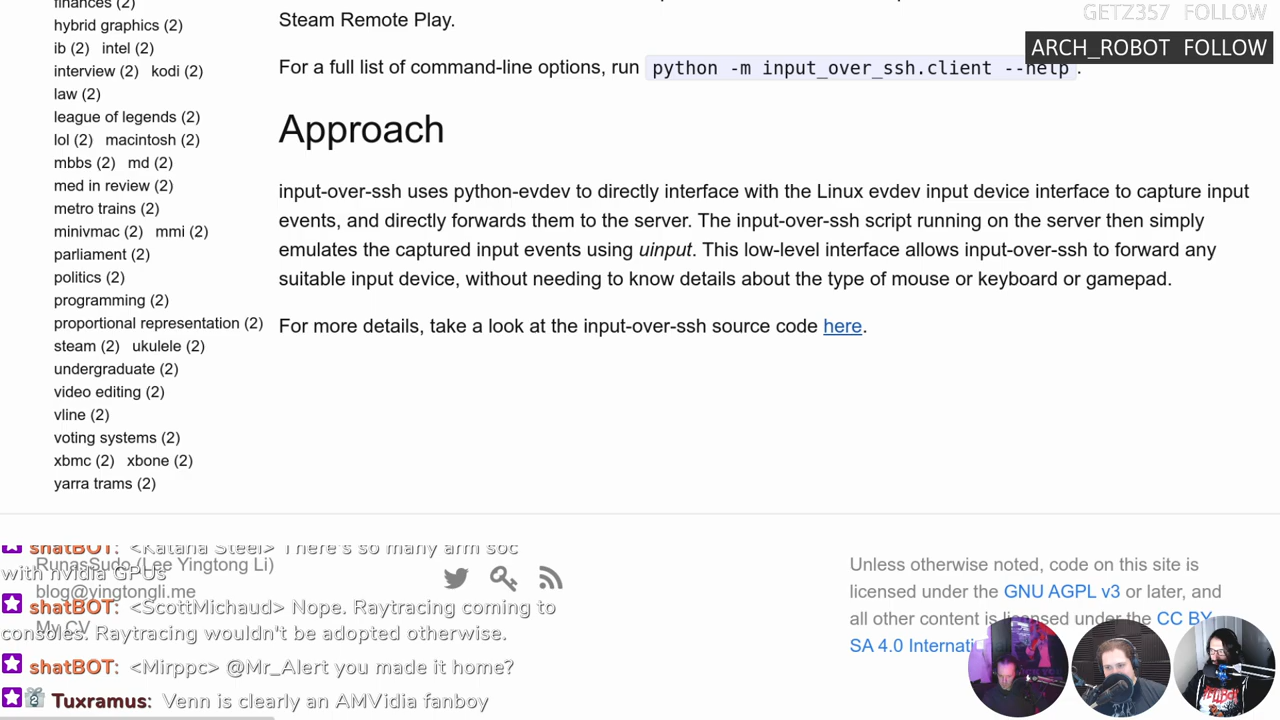 GETZ357 FOLLOW
ARCH_ROBOT FOLLOW
finances (2)
hybrid graphics (2)
ib (2) intel (2)
interview (2) kodi (2)
law (2)
league of legends (2)
lol (2) macintosh (2)
mbbs (2) md (2)
med in review (2)
metro trains (2)
minivmac (2) mmi (2)
parliament (2)
politics (2)
programming (2)
proportional representation (2)
steam (2) ukulele (2)
undergraduate (2)
video editing (2)
vline (2)
voting systems (2)
xbmc (2) xbone (2)
yarra trams (2)
Steam Remote Play.
For a full list of command-line options, run python -m input_over_ssh.client --help.
Approach
input-over-ssh uses python-evdev to directly interface with the Linux evdev input device interface to capture input
events, and directly forwards them to the server. The input-over-ssh script running on the server then simply
emulates the captured input events using uinput. This low-level interface allows input-over-ssh to forward any
suitable input device, without needing to know details about the type of mouse or keyboard or gamepad.
For more details, take a look at the input-over-ssh source code here.
RunasSudo (Lee Yingtong Li)
blog@yingtongli.me
My CV
Unless otherwise noted, code on this site is
licensed under the GNU AGPL v3 or later, and
all other content is licensed under the CC BY-
SA 4.0 Internati
shatBOT: <Katana Steel> There's so many arm soc
with nvidia GPUs
shatBOT: <ScottMichaud> Nope. Raytracing coming to
consoles. Raytracing wouldn't be adopted otherwise.
shatBOT: <Mirppc> @Mr_Alert you made it home?
2 Tuxramus: Venn is clearly an AMVidia fanboy